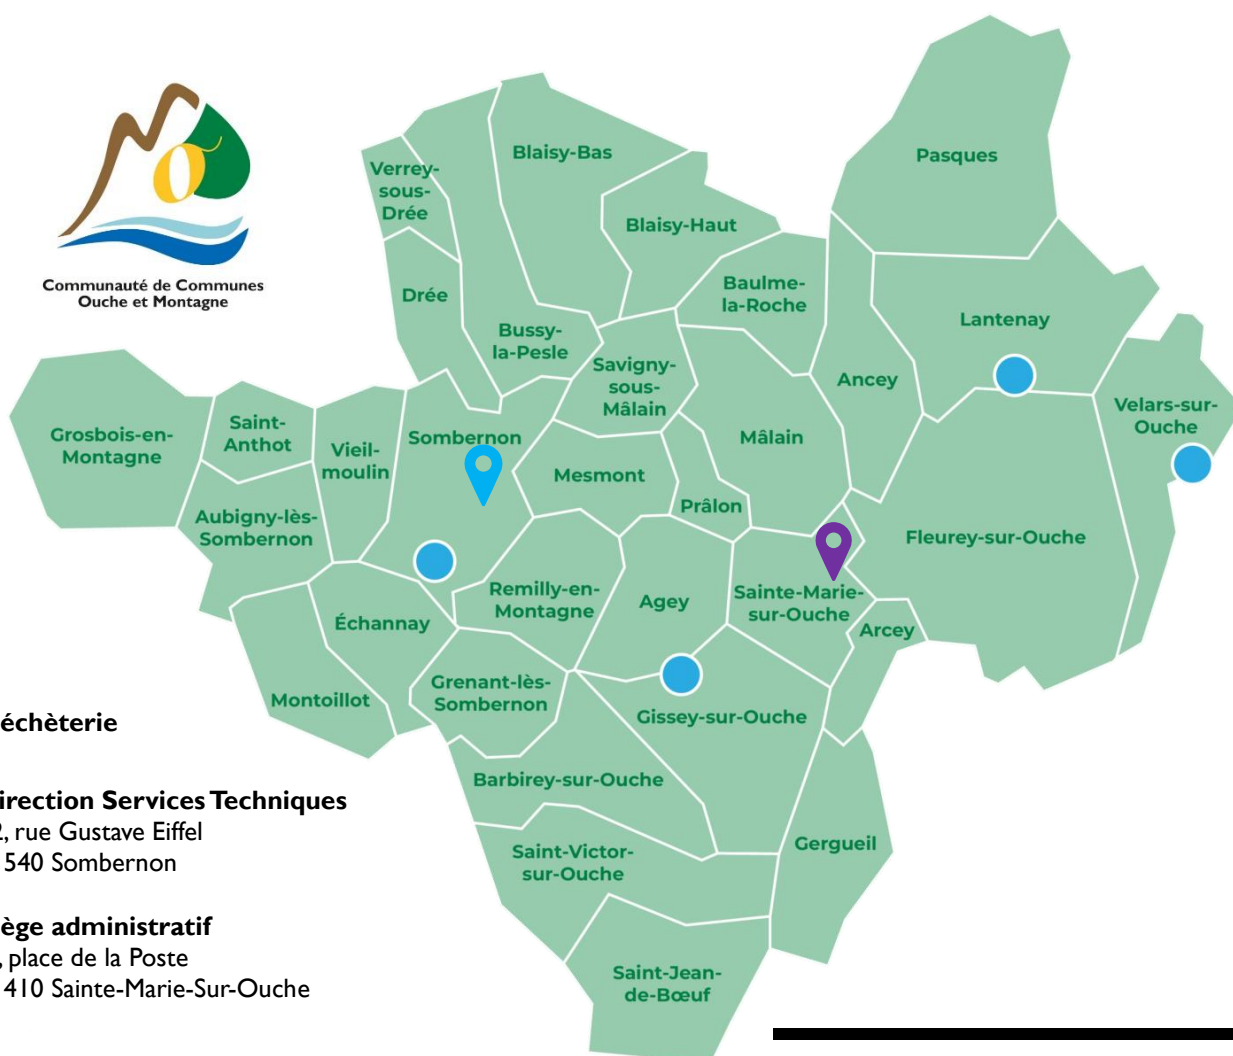 Communauté de Communes
Ouche et Montagne
Pasques
Blaisy-Bas
Verrey-
sous-
Drée
Blaisy-Haut
Baulme-
la-Roche
Drée
Lantenay
Bussy-
la-Pesle
Savigny-
sous-
Mâlain
Ancey
Velars-sur-
Ouche
Grosbois-en-
Montagne
Saint-
Anthot
Vieil-
moulin
Sombernon
Mâlain
Mesmont
Prâlon
Aubigny-lès-
Sombernon
Fleurey-sur-Ouche
Remilly-en-
Montagne
Agey
Sainte-Marie-
sur-Ouche
Échannay
Arcey
Montoillot
Grenant-lès-
Sombernon
Gissey-sur-Ouche
Barbirey-sur-Ouche
Saint-Victor-
sur-Ouche
Gergueil
Saint-Jean-
de-Bœuf
échèterie
irection Services Techniques
, rue Gustave Eiffel
540 Sombernon
ège administratif
, place de la Poste
410 Sainte-Marie-Sur-Ouche